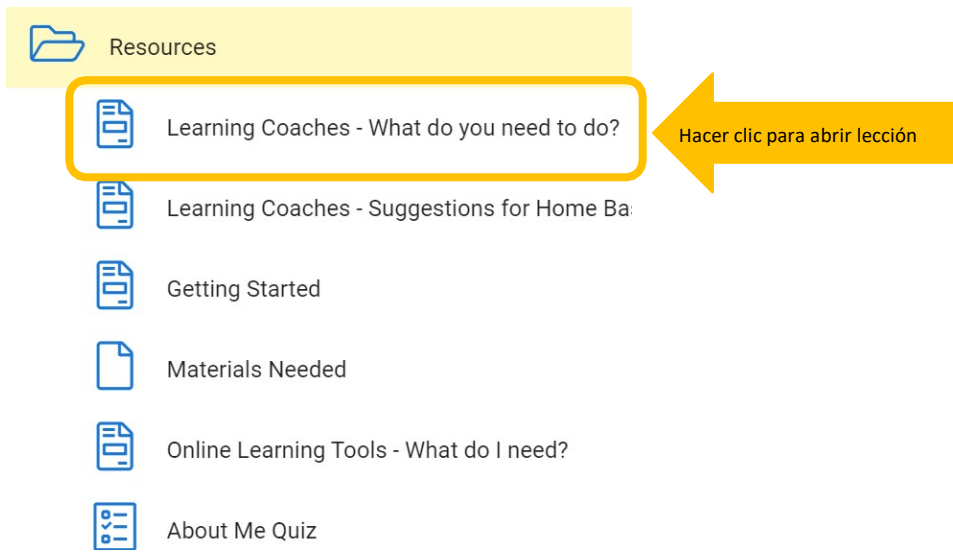 Resources
Learning Coaches - What do you need to do?
Hacer clic para abrir lección
Learning Coaches - Suggestions for Home
Getting Started
Materials Needed
Online Learning Tools - What do I need?
About Me Quiz